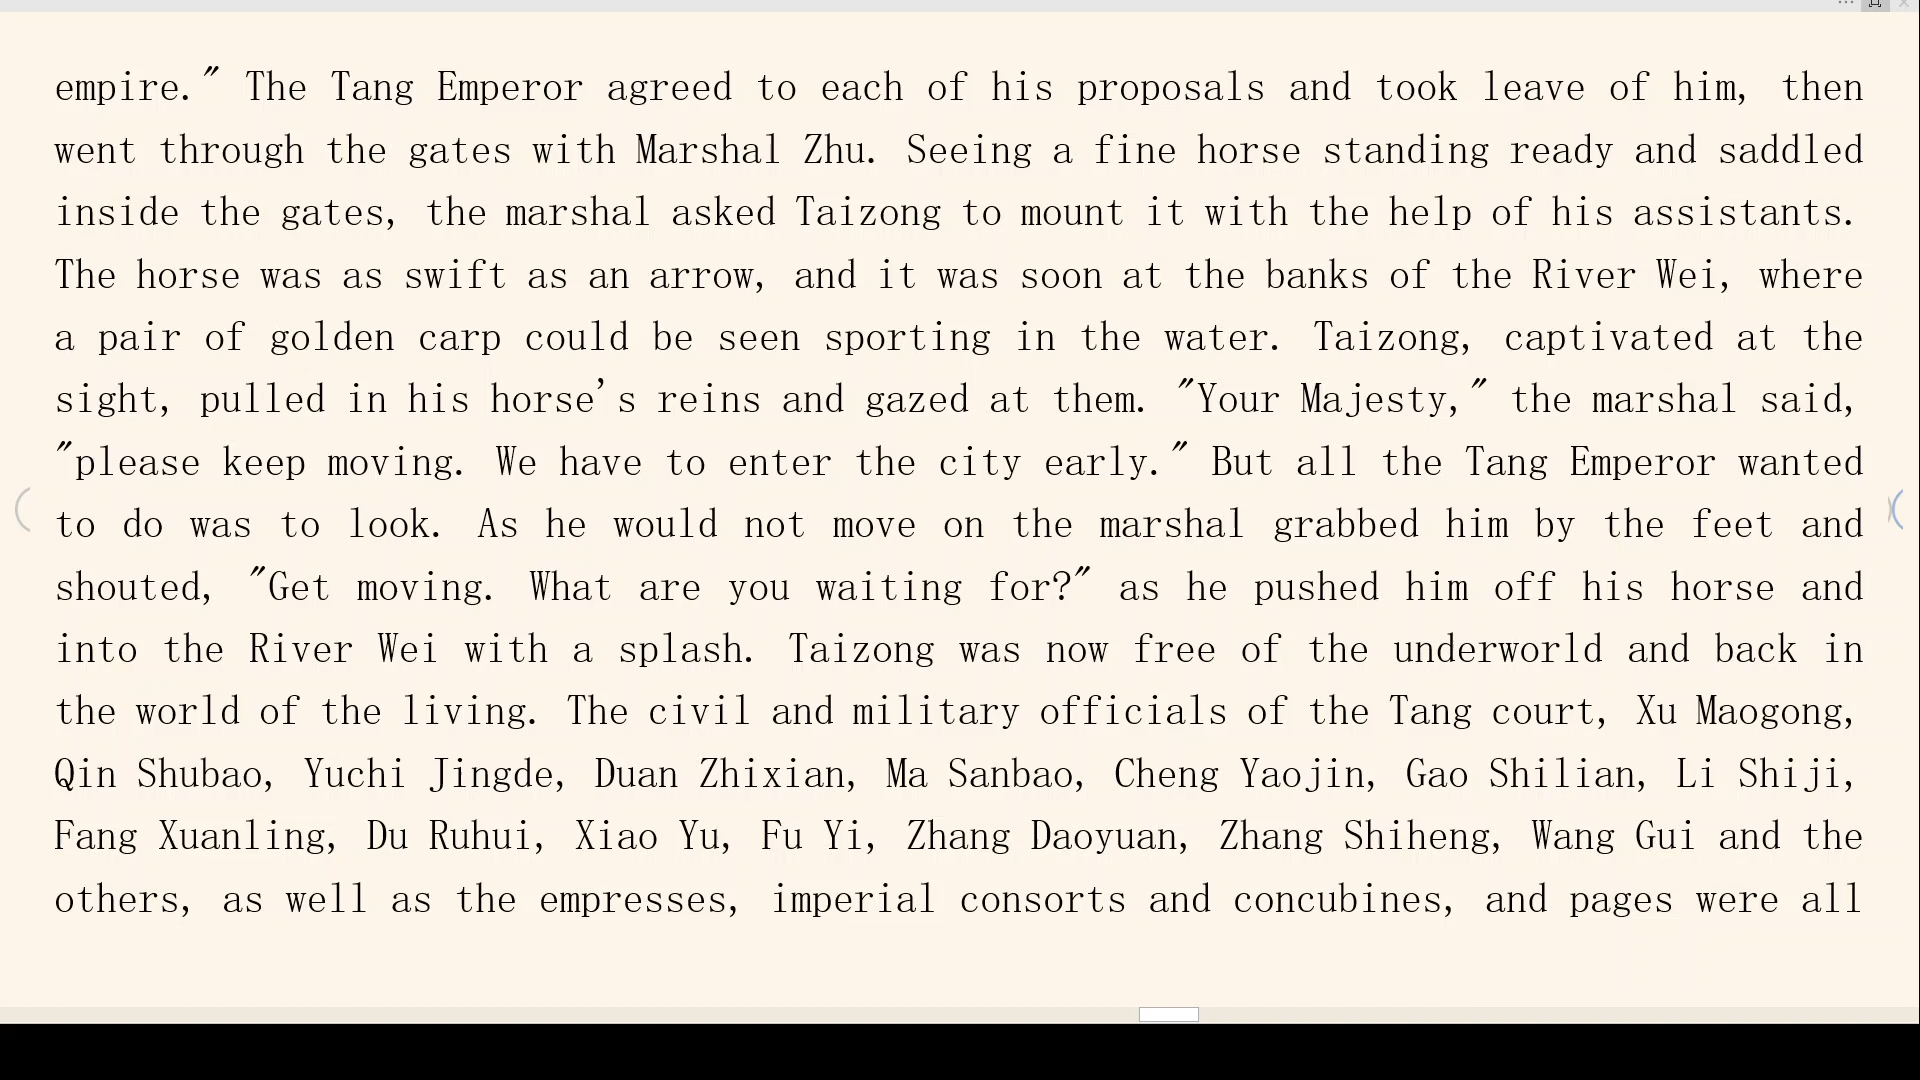 empire." The Tang Emperor agreed to each of his proposals and took leave of him, then
went through the gates with Marshal Zhu. Seeing a fine horse standing ready and saddled
inside the gates, the marshal asked Taizong to mount it with the help of his assistants.
The horse was as swift as an arrow, and it was soon at the banks of the River Wei, where
a pair of golden carp could be seen sporting in the water. Taizong, captivated at the
sight, pulled in his horse's reins and gazed at them. "Your Majesty," the marshal said,
"please keep moving. We have to enter the city early." But all the Tang Emperor wanted
to do was to look. As he would not move on the marshal grabbed him by the feet and
shouted, "Get moving. What are you waiting for?" as he pushed him off his horse and
into the River Wei with a splash. Taizong was now free of the underworld and back in
the world of the living. The civil and military officials of the Tang court, Xu Maogong,
Qin Shubao, Yuchi Jingde, Duan Zhixian, Ma Sanbao, Cheng Yaojin, Gao Shilian, Li Shiji,
Fang Xuanling, Du Ruhui, Xiao Yu, Fu Yi, Zhang Daoyuan, Zhang Shiheng, Wang Gui and the
others, as well as the empresses, imperial consorts and concubines, and pages were all